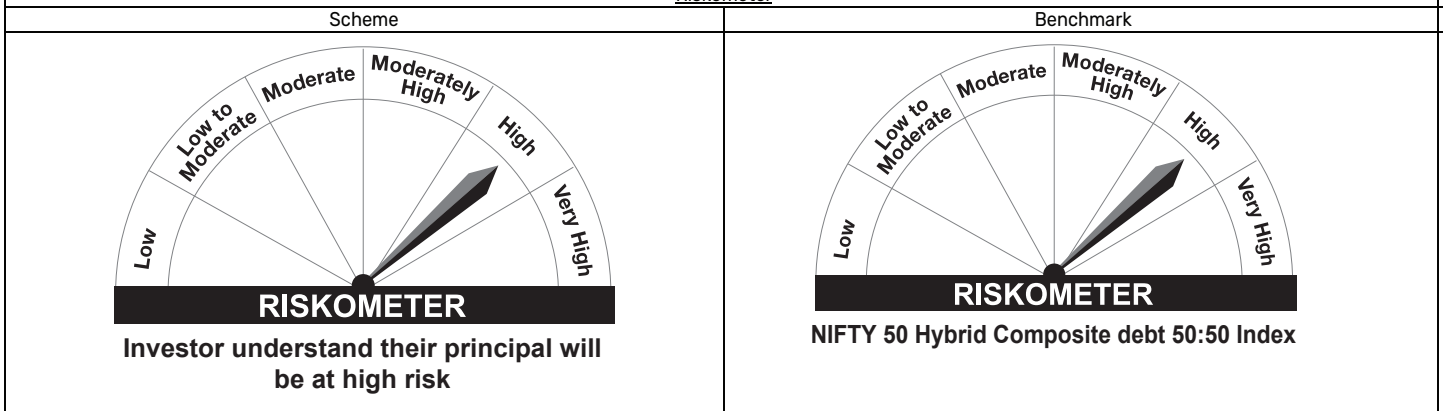 Riskometer
Scheme
Benchmark
Low
Low to
Moderate
Moderate
Moderately
High
High
Very High
RISKOMETER
Investor understand their principal will
be at high risk
Low
Low to
Moderate
Moderate
Moderately
High
High
Very High
RISKOMETER
NIFTY 50 Hybrid Composite debt 50:50 Index